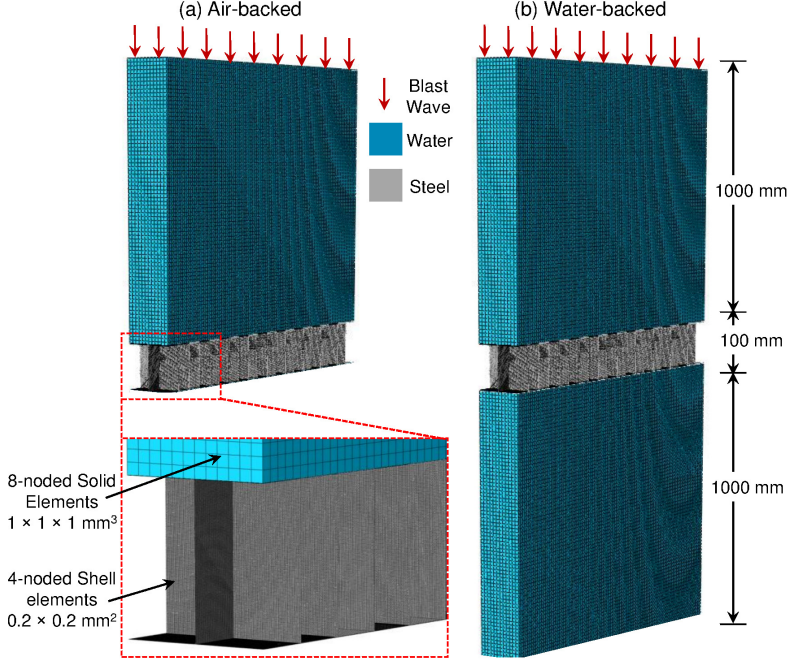 (a) Air-backed
(b) Water-backed
Blast
Wave
Water
Steel
1000 mm
100 mm
1000 mm
8-noded Solid
Elements
1 × 1 × 1 mm³
4-noded Shell
elements
0.2 × 0.2 mm²